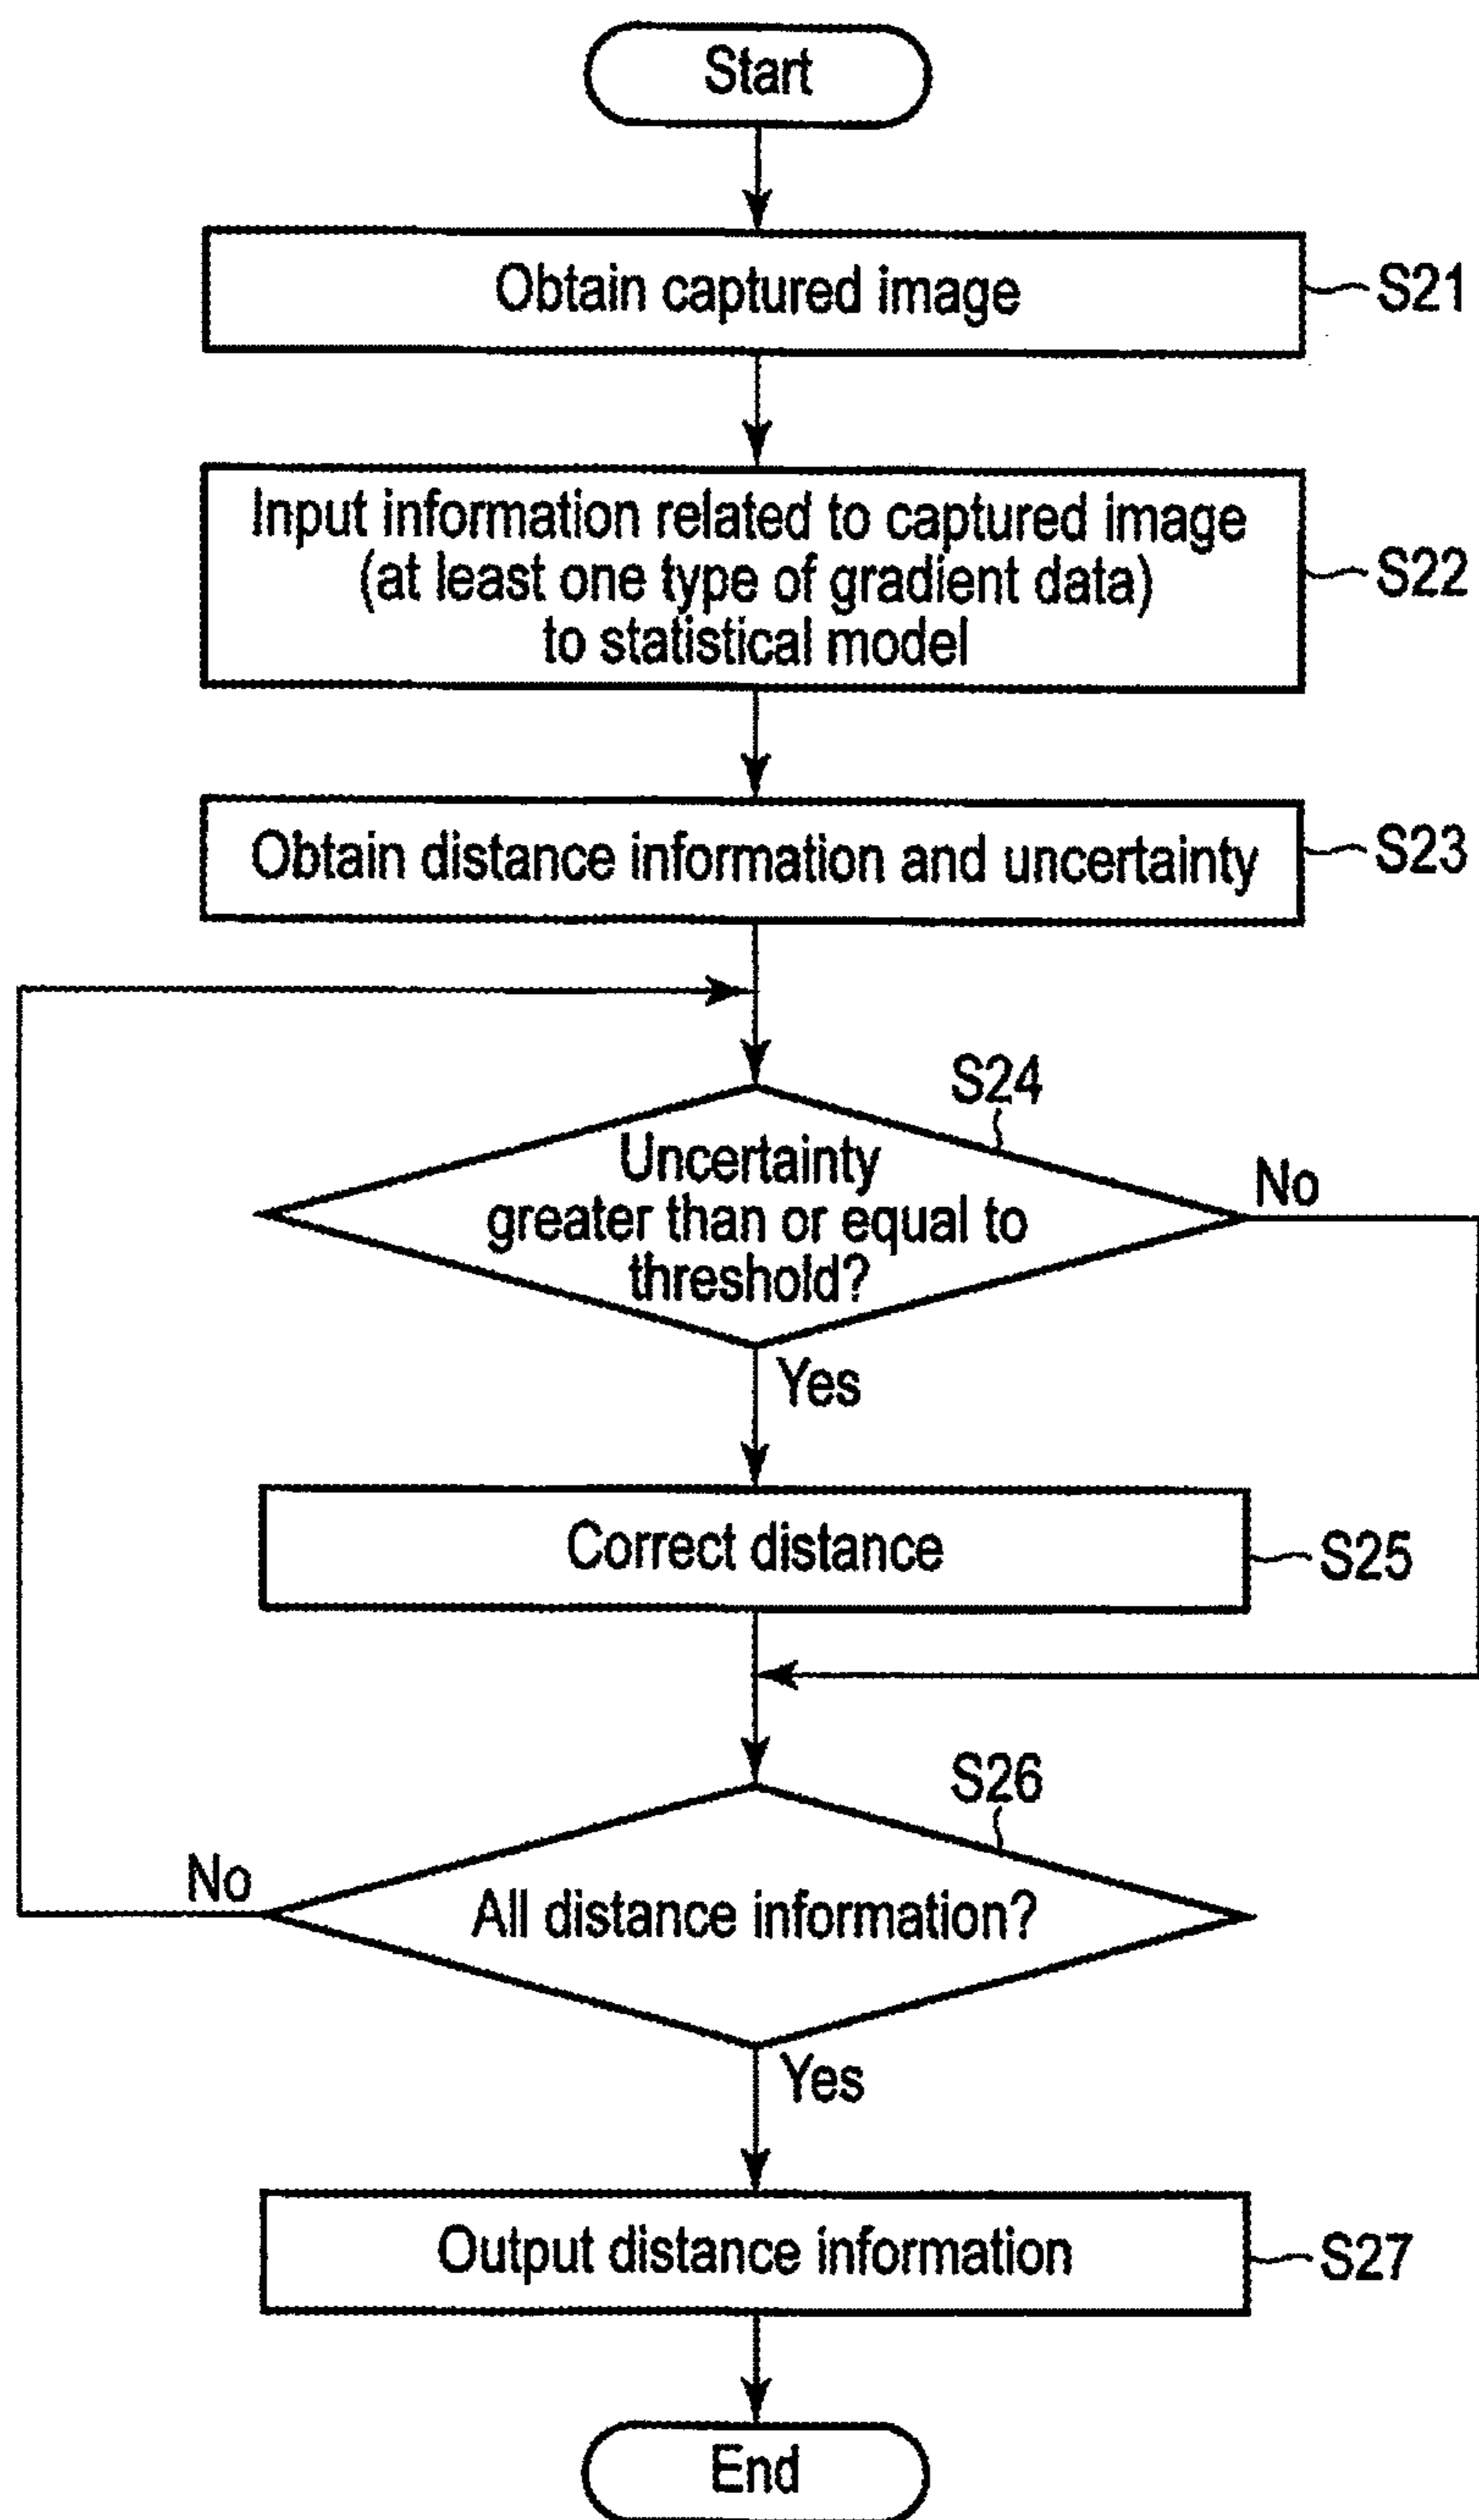 Start
Obtain captured image
S21
Input information related to captured image
(at least one type of gradient data)
to statistical model
S22
Obtain distance information and uncertainty
S23
S24
Uncertainty
greater than or equal to
threshold?
No
Yes
Correct distance
S25
S26
No
All distance information?
Yes
Output distance information
S27
End